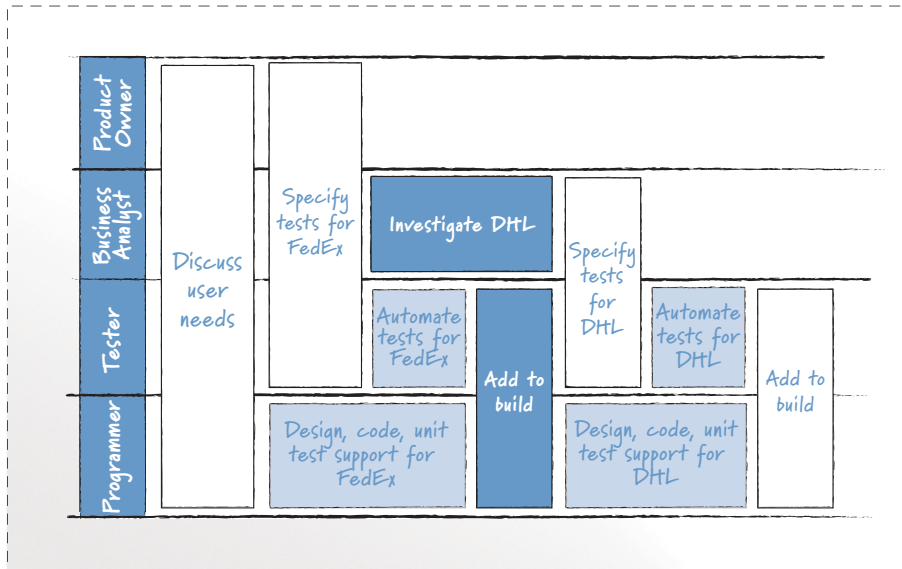 Product
Owner
Business
Analyst
Tester
Programmer
Discuss
user
needs
Specify
tests for
FedEx
Investigate DHL
Automate
tests for
FedEx
Design, code, unit
test support for
FedEx
Add to
build
Specify
tests
for
DHL
Automate
tests for
DHL
Design, code, unit
test support for
DHL
Add to
build